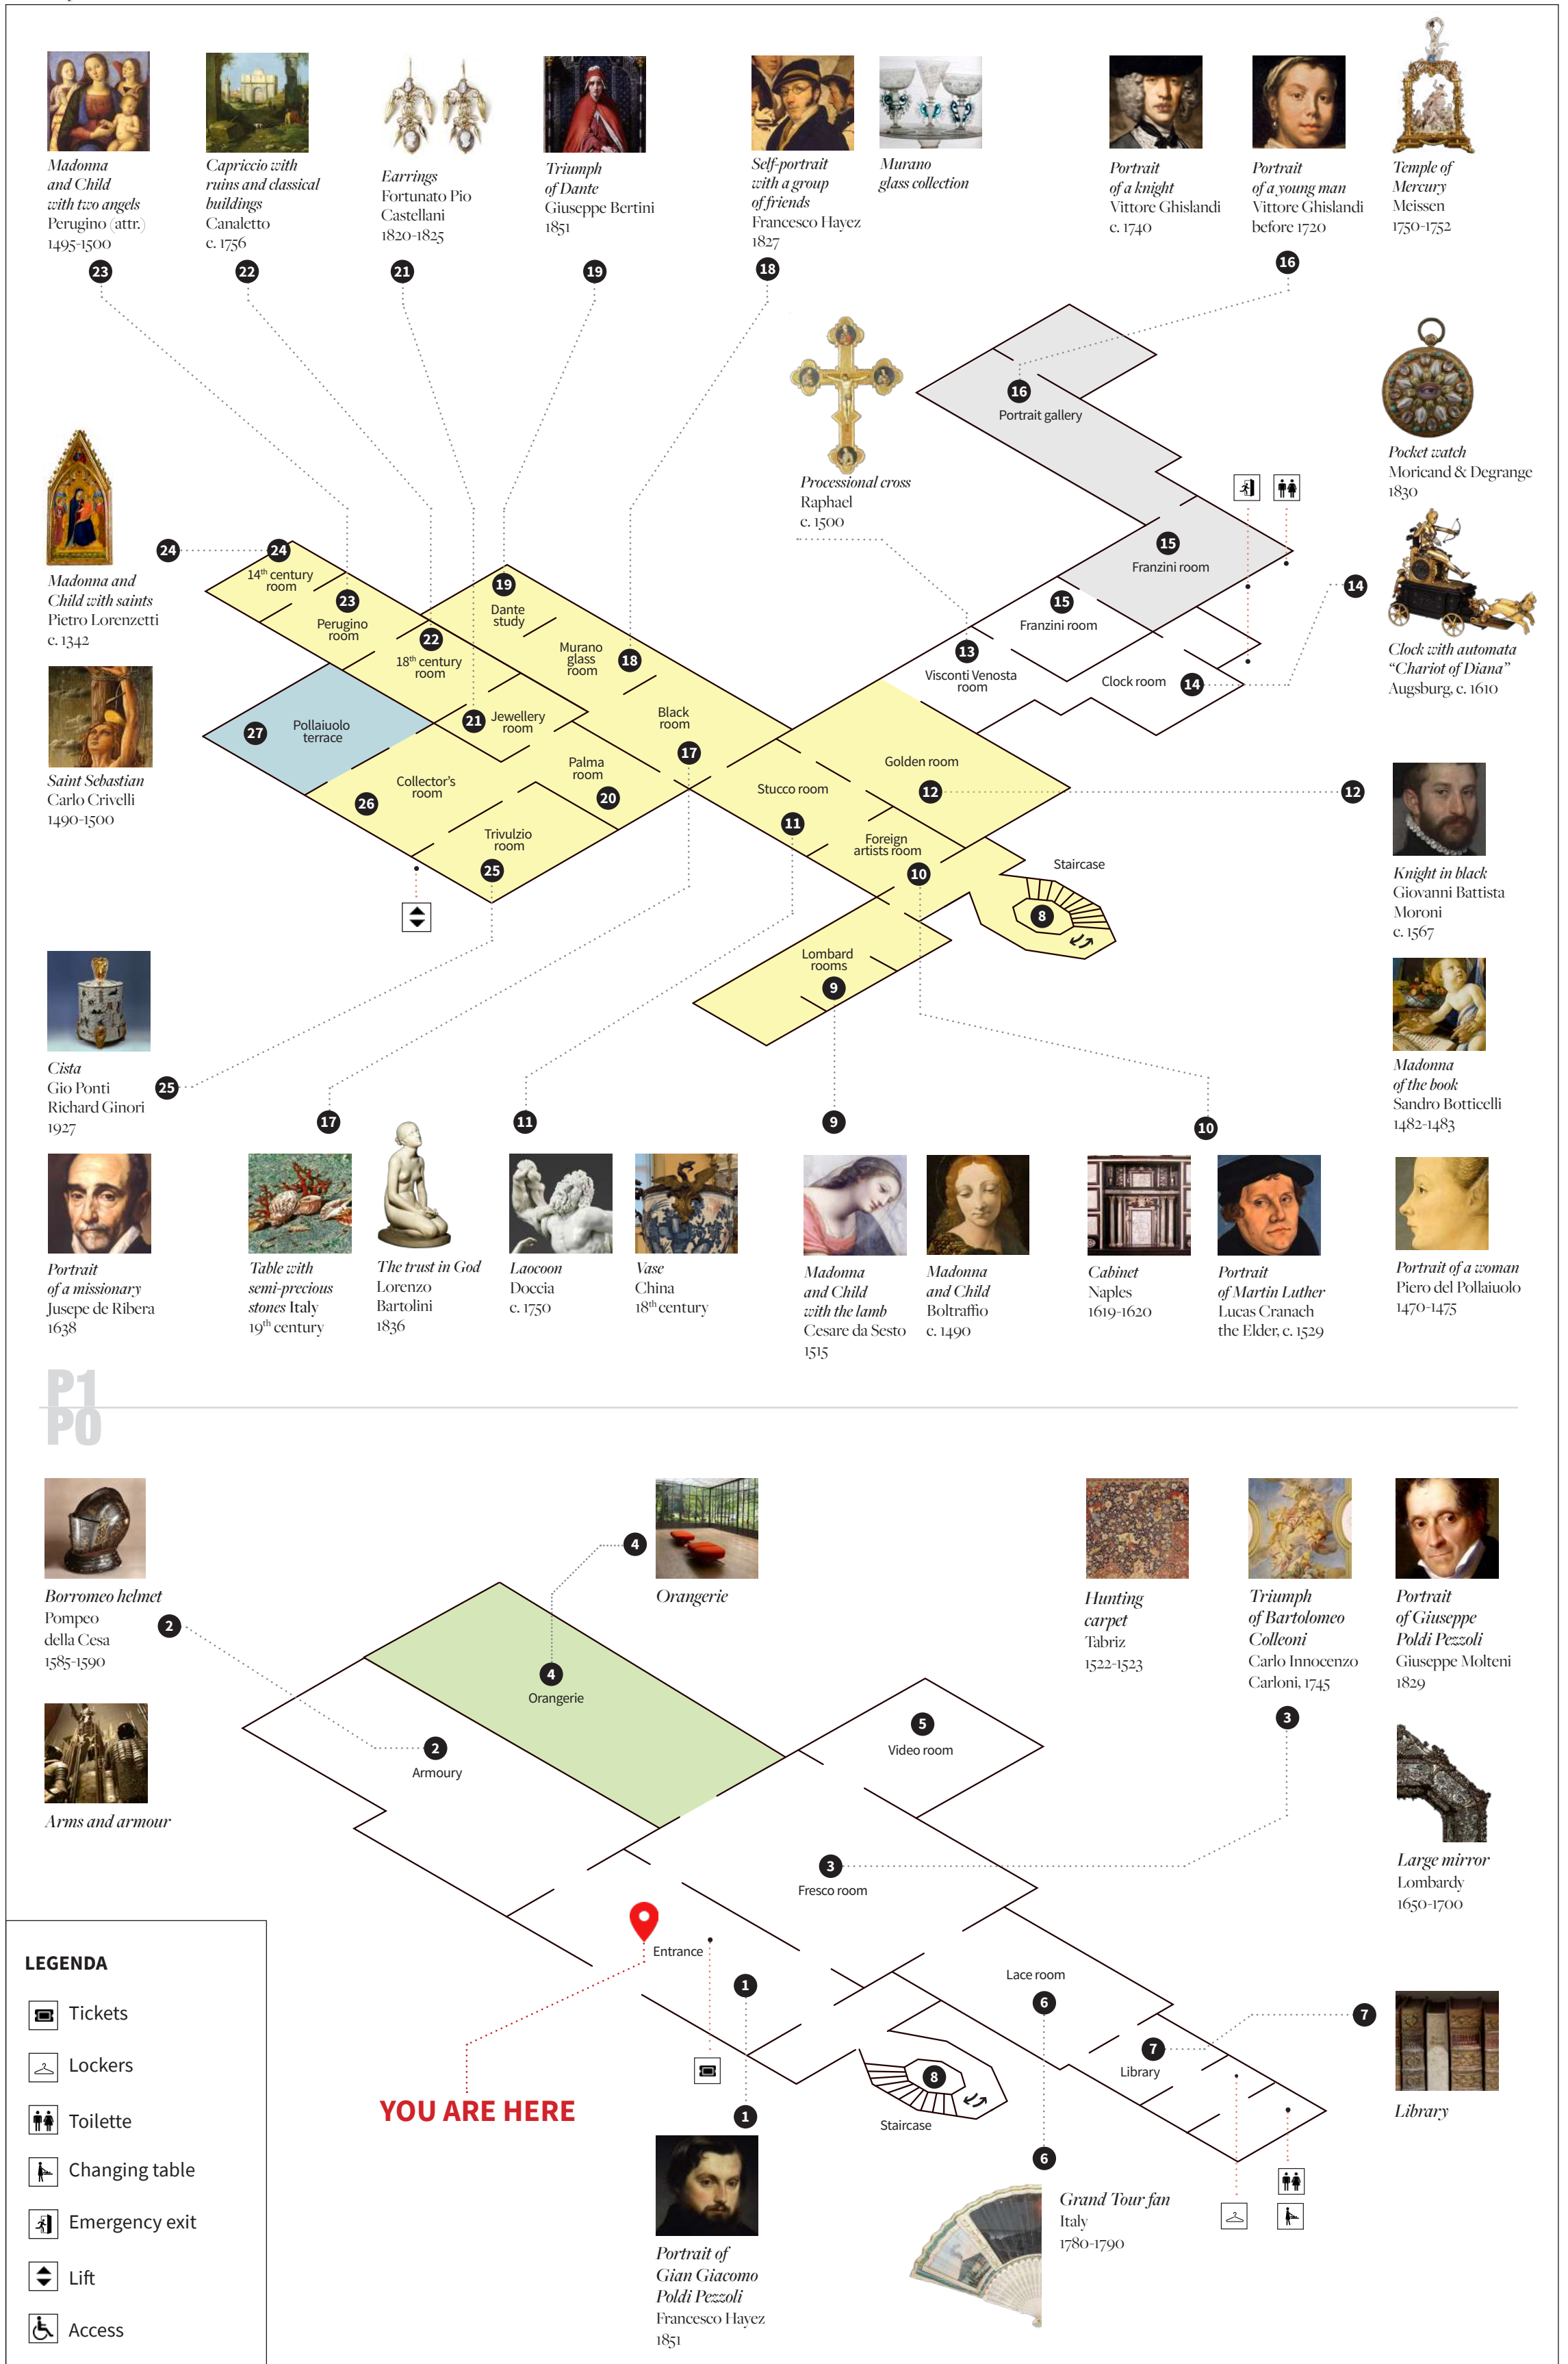 Madonna
and Child
with two angels
Perugino (attr.)
1495-1500
23
Capriccio with
ruins and classical
buildings
Canaletto
c. 1756
22
Earrings
Fortunato Pio
Castellani
1820-1825
21
Triumph
of Dante
Giuseppe Bertini
1851
19
Self-portrait
with a group
of friends
Francesco Hayez
1827
18
Murano
glass collection
Portrait
of a knight
Vittore Ghislandi
c. 1740
Portrait
of a young man
Vittore Ghislandi
before 1720
16
Temple of
Mercury
Meissen
1750-1752
Pocket watch
Moricand & Degrange
1830
Processional cross
Raphael
c. 1500
16
Portrait gallery
15
Franzini room
15
Franzini room
14
Clock with automata
“Chariot of Diana”
Augsburg, c. 1610
13
Visconti Venosta
room
Clock room
14
Madonna and
Child with saints
Pietro Lorenzetti
c. 1342
24
24
14th century
room
23
Perugino
room
22
18th century
room
19
Dante
study
Murano
glass
room
18
21
Jewellery
room
Black
room
17
27
Pollaiuolo
terrace
26
Collector's
room
Palma
room
20
Trivulzio
room
25
Stucco room
11
Golden room
12
12
Foreign
artists room
10
Staircase
8
Lombard
rooms
9
Saint Sebastian
Carlo Crivelli
1490-1500
Knight in black
Giovanni Battista
Moroni
c. 1567
Madonna
of the book
Sandro Botticelli
1482-1483
Cista
Gio Ponti
Richard Ginori
1927
25
17
11
9
10
Portrait
of a missionary
Jusepe de Ribera
1638
Table with
semi-precious
stones Italy
19th century
The trust in God
Lorenzo
Bartolini
1836
Laocoon
Doccia
c. 1750
Vase
China
18th century
Madonna
and Child
with the lamb
Cesare da Sesto
1515
Madonna
and Child
Boltraffio
c. 1490
Cabinet
Naples
1619-1620
Portrait
of Martin Luther
Lucas Cranach
the Elder, c. 1529
Portrait of a woman
Piero del Pollaiuolo
1470-1475
P1
P0
Borromeo helmet
Pompeo
della Cesa
1585-1590
2
Arms and armour
4
Orangerie
Hunting
carpet
Tabriz
1522-1523
Triumph
of Bartolomeo
Colleoni
Carlo Innocenzo
Carloni, 1745
3
Portrait
of Giuseppe
Poldi Pezzoli
Giuseppe Molteni
1829
Large mirror
Lombardy
1650-1700
4
Orangerie
2
Armoury
5
Video room
3
Fresco room
Entrance
1
Lace room
6
7
Library
7
Library
8
Staircase
YOU ARE HERE
1
Portrait of
Gian Giacomo
Poldi Pezzoli
Francesco Hayez
1851
6
Grand Tour fan
Italy
1780-1790
LEGENDA
Tickets
Lockers
Toilette
Changing table
Emergency exit
Lift
Access